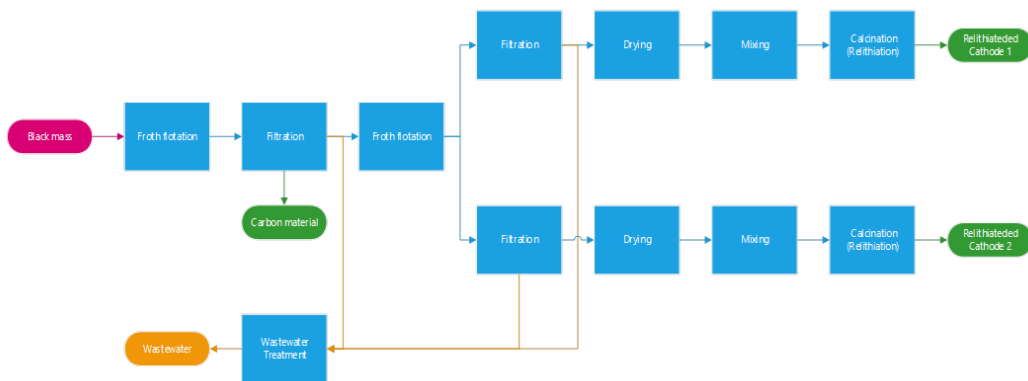 Filtration
Drying
Mixing
Calcination
(Relithiation)
Relithiateded
Cathode 1
Black mass
Froth flotation
Filtration
Froth flotation
Carbon material
Filtration
Drying
Mixing
Calcination
(Relithiation)
Relithiateded
Cathode 2
Wastewater
Wastewater
Treatment